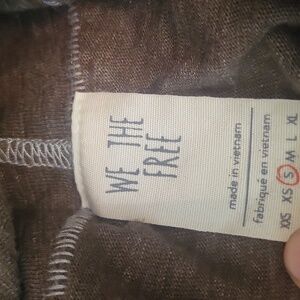 WE THE
FREE
made in vietnam
fabriqué en vietnam
XXS XS S M L XL